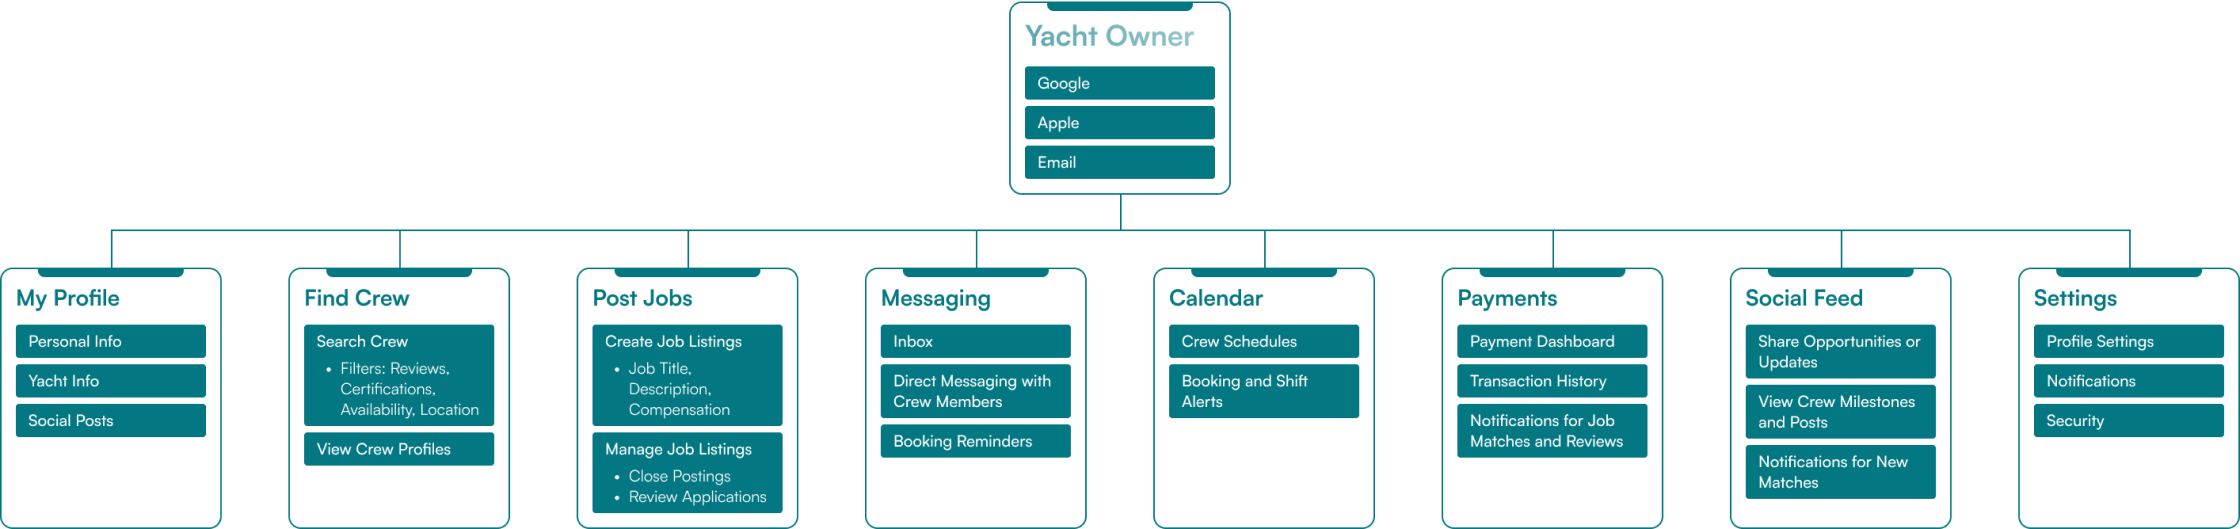 Yacht Owner
Google
Apple
Email
My Profile
Personal Info
Yacht Info
Social Posts
Find Crew
Search Crew
• Filters: Reviews,
Certifications,
Availability, Location
View Crew Profiles
Post Jobs
Create Job Listings
• Job Title,
Description,
Compensation
Manage Job Listings
• Close Postings
• Review Applications
Messaging
Inbox
Direct Messaging with
Crew Members
Booking Reminders
Calendar
Crew Schedules
Booking and Shift
Alerts
Payments
Payment Dashboard
Transaction History
Notifications for Job
Matches and Reviews
Social Feed
Share Opportunities or
Updates
View Crew Milestones
and Posts
Notifications for New
Matches
Settings
Profile Settings
Notifications
Security